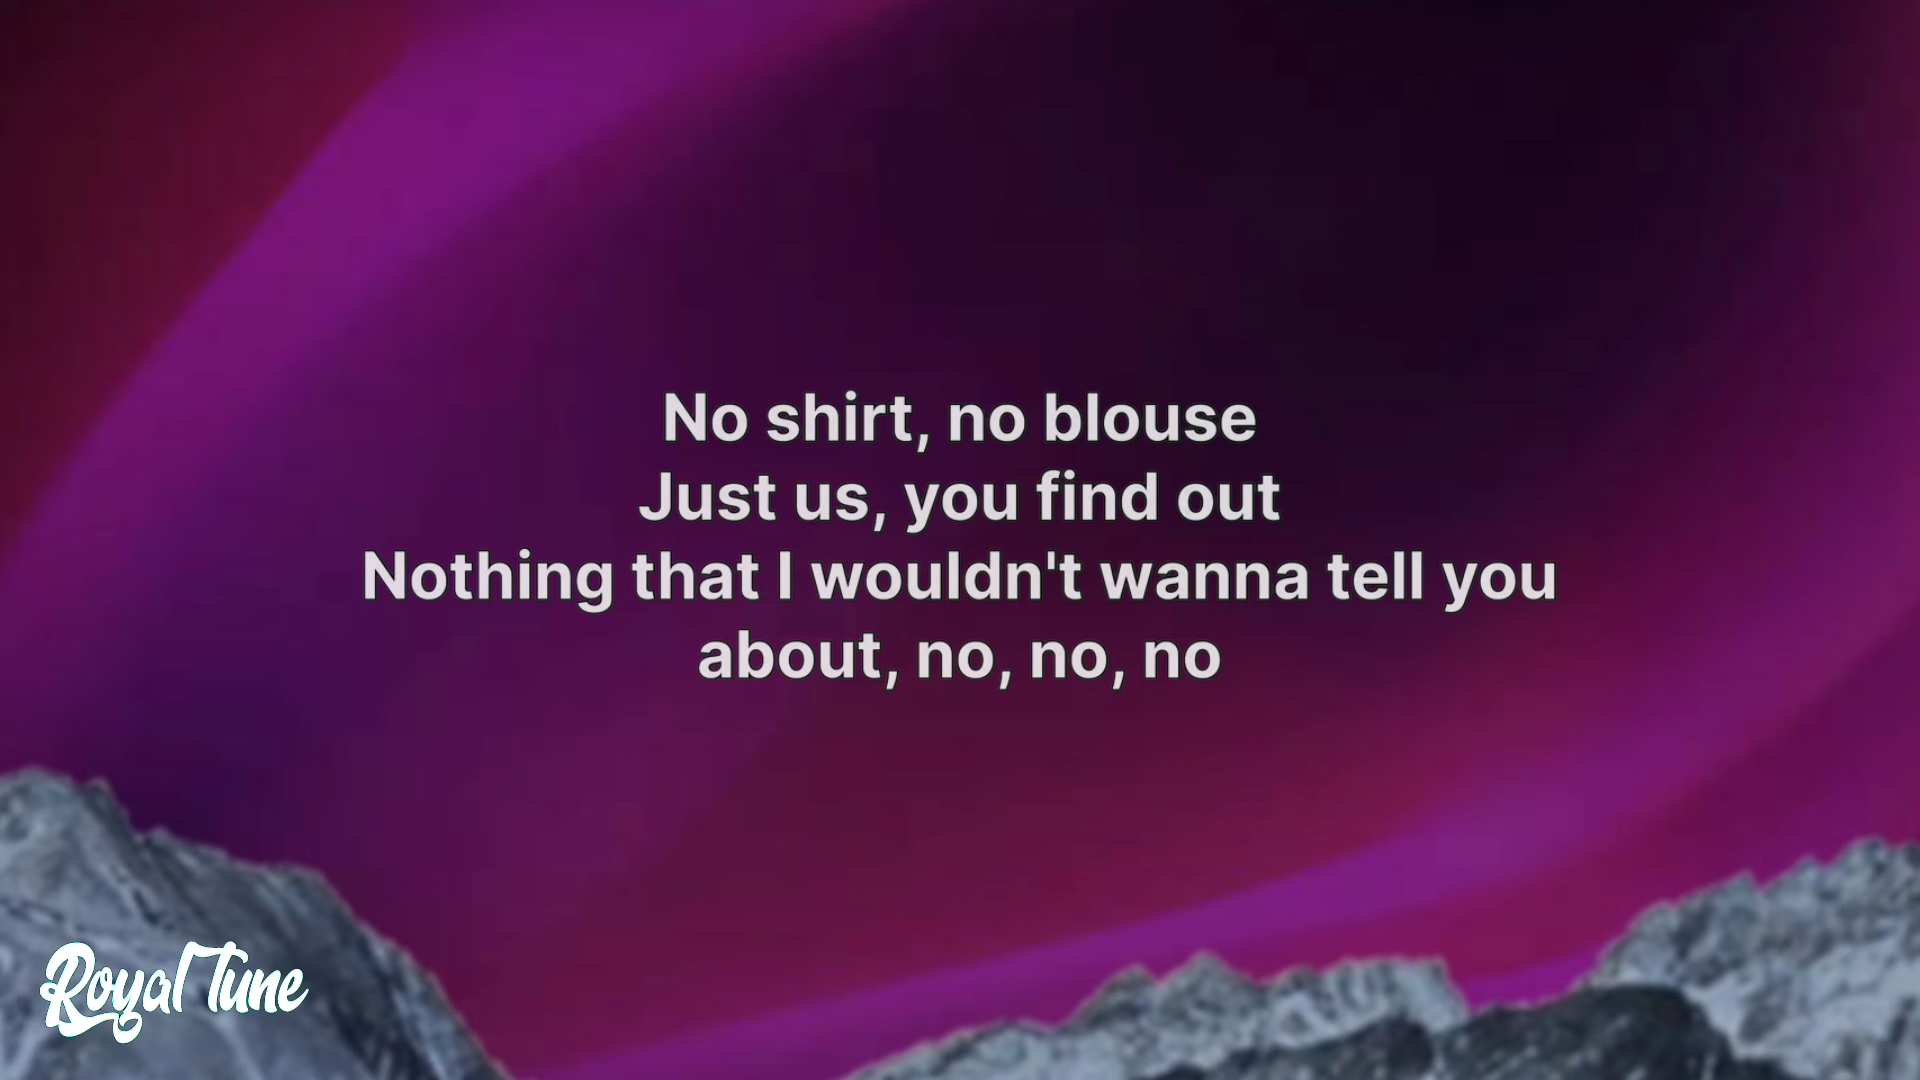 No shirt, no blouse
Just us, you find out
Nothing that I wouldn't wanna tell you
about, no, no, no
Royal Tune